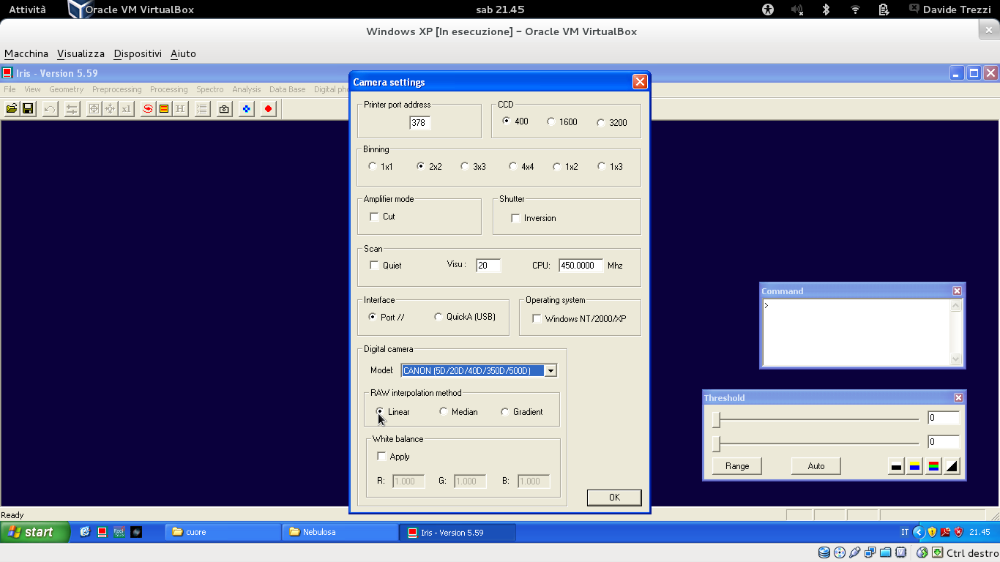 Attività Oracle VM VirtualBox sab 21.45 Davide Trezzi
Windows XP [In esecuzione] – Oracle VM VirtualBox
Macchina Visualizza Dispositivi Aiuto
Iris - Version 5.59
File View Geometry Preprocessing Processing Spectro Analysis Data Base Digital pho
x1 H
Camera settings
Printer port address
378
CCD
400 1600 3200
Binning
1x1 2x2 3x3 4x4 1x2 1x3
Amplifier mode
Cut
Shutter
Inversion
Scan
Quiet Visu : 20 CPU: 450.0000 Mhz
Interface
Port // QuickA (USB)
Operating system
Windows NT/2000/XP
Digital camera
Model: CANON (5D/20D/40D/350D/500D)
RAW interpolation method
Linear Median Gradient
White balance
Apply
R: 1.000 G: 1.000 B: 1.000
OK
Command
>
Threshold
0
0
Range Auto
Ready
start cuore Nebulosa Iris - Version 5.59 IT 21.45
Ctrl destro